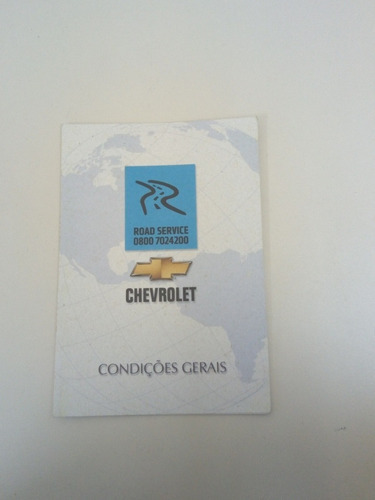 ROAD SERVICE
0800 7024200
CHEVROLET
CONDIÇÕES GERAIS